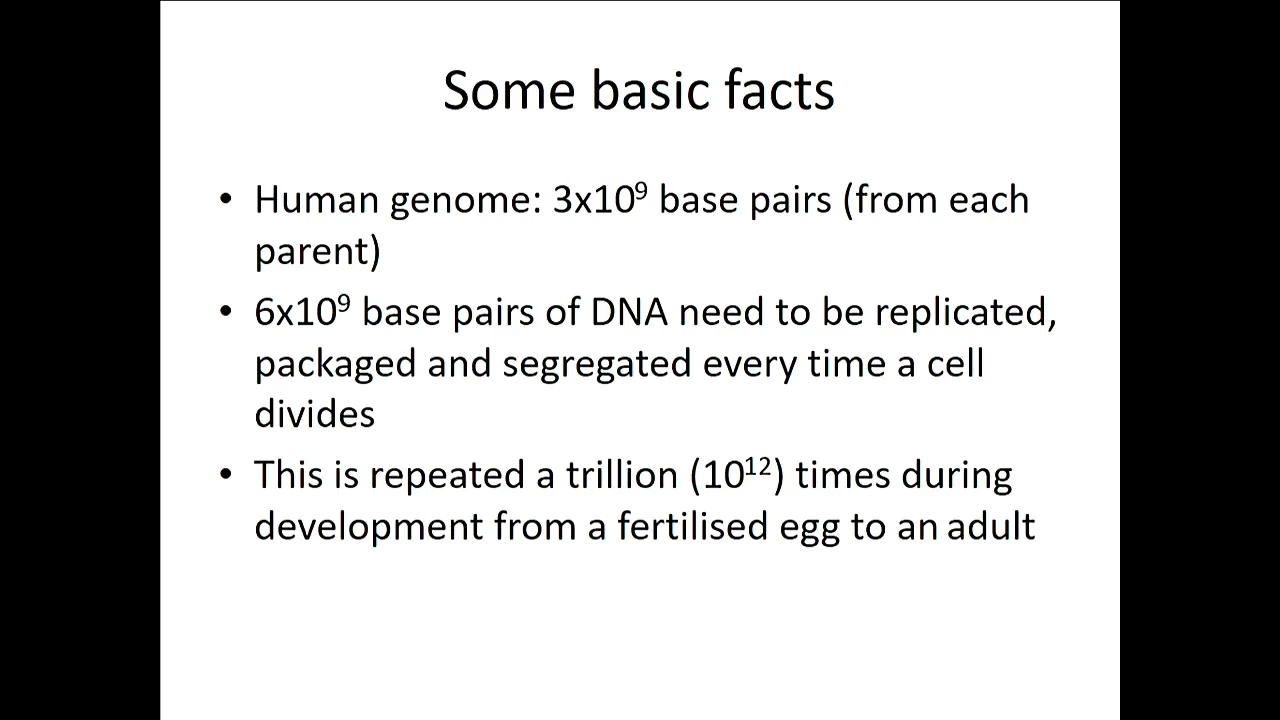 Some basic facts
• Human genome: 3x10⁹ base pairs (from each
parent)
• 6x10⁹ base pairs of DNA need to be replicated,
packaged and segregated every time a cell
divides
• This is repeated a trillion (10¹²) times during
development from a fertilised egg to an adult